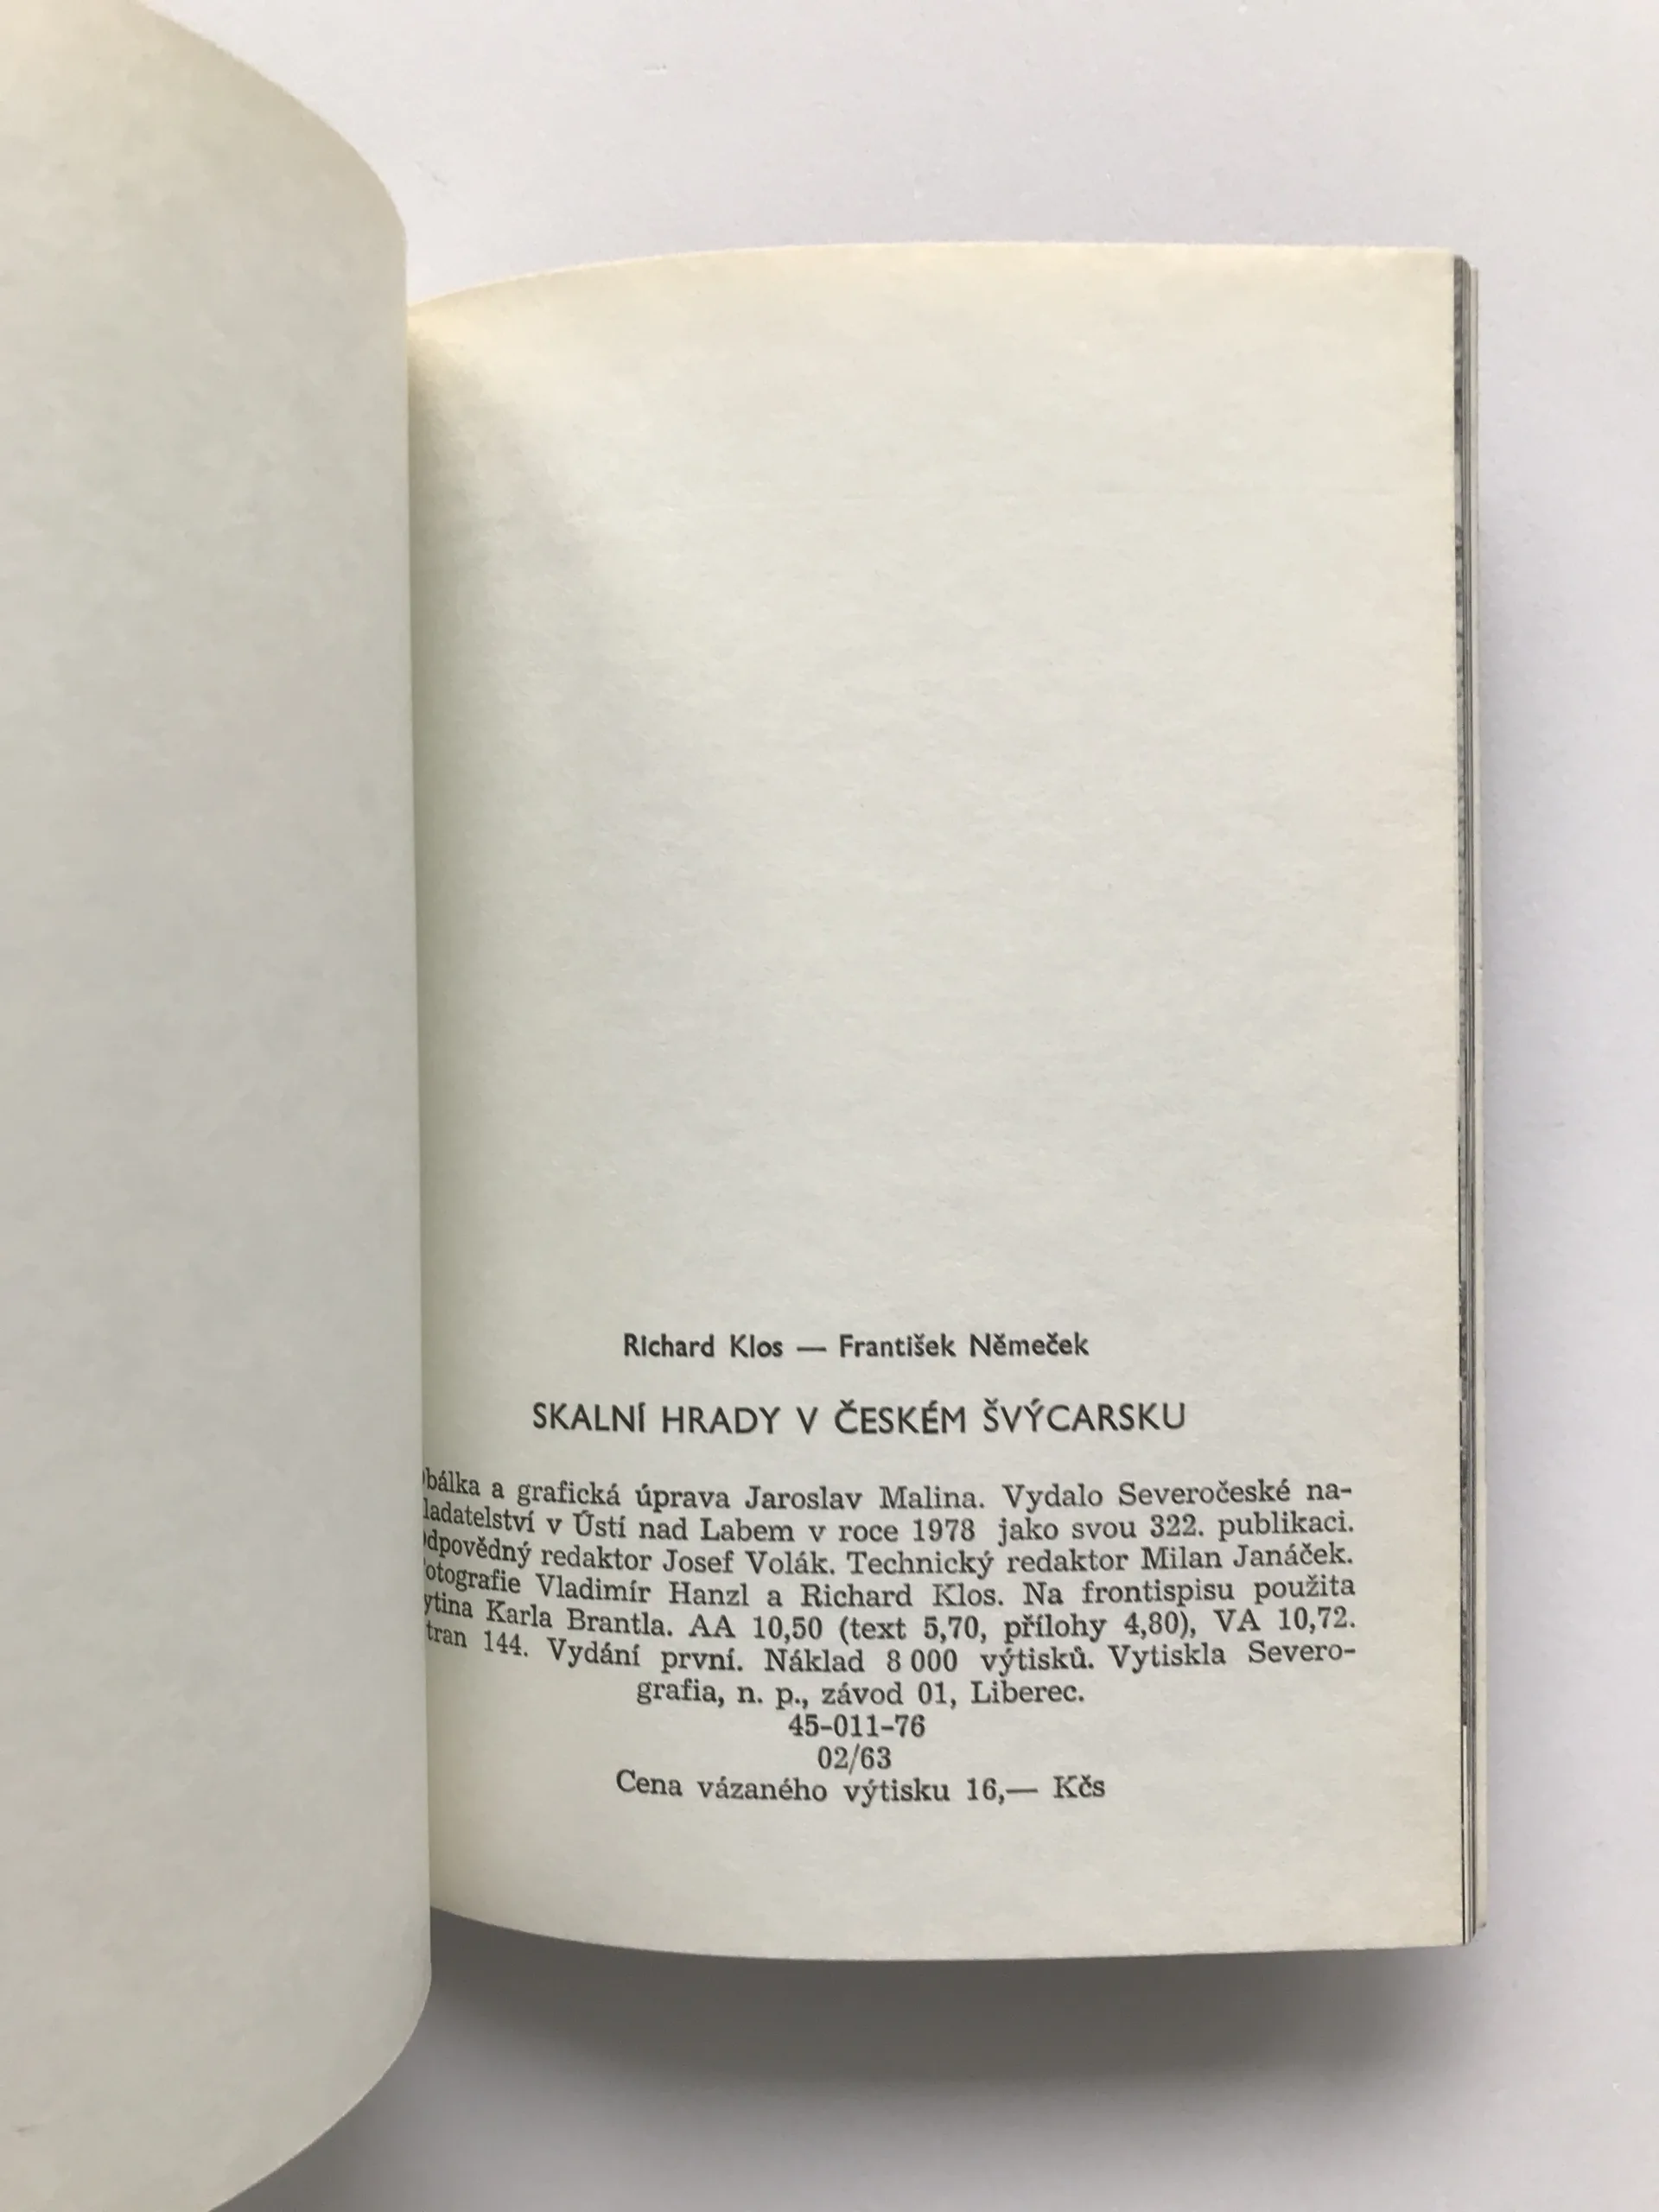 Richard Klos — František Němeček
SKALNÍ HRADY V ČESKÉM ŠVÝCARSKU
bálka a grafická úprava Jaroslav Malina. Vydalo Severočeské na-
ladatelství v Ústí nad Labem v roce 1978 jako svou 322. publikaci.
dpovědný redaktor Josef Volák. Technický redaktor Milan Janáček.
otografie Vladimír Hanzl a Richard Klos. Na frontispisu použita
ytina Karla Brantla. AA 10,50 (text 5,70, přílohy 4,80), VA 10,72.
tran 144. Vydání první. Náklad 8 000 výtisků. Vytiskla Severo-
grafia, n. p., závod 01, Liberec.
45-011-76
02/63
Cena vázaného výtisku 16,— Kčs